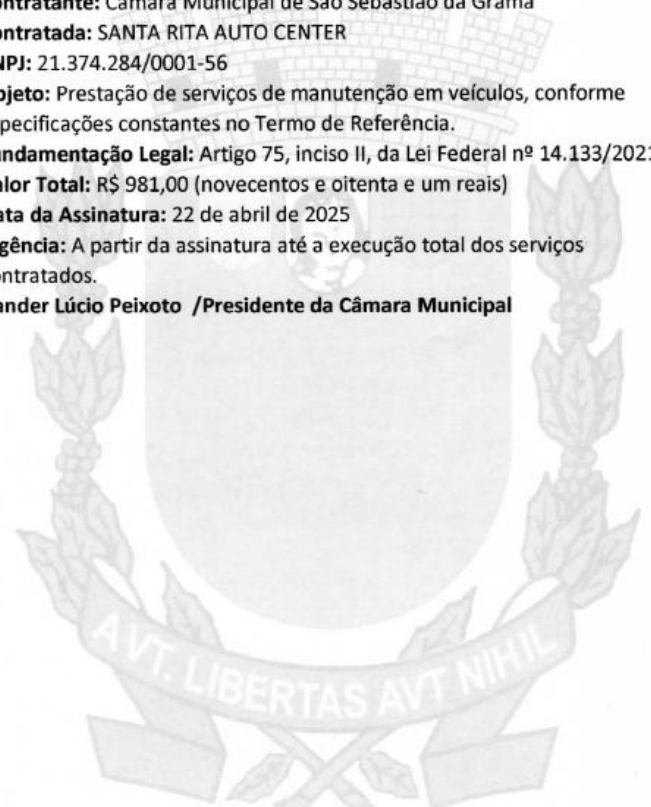 ontratante: Câmara Municipal de São Sebastião da Grama
ontratada: SANTA RITA AUTO CENTER
NPJ: 21.374.284/0001-56
bjeto: Prestação de serviços de manutenção em veículos, conforme
pecificações constantes no Termo de Referência.
undamentação Legal: Artigo 75, inciso II, da Lei Federal nº 14.133/2021
alor Total: R$ 981,00 (novecentos e oitenta e um reais)
ata da Assinatura: 22 de abril de 2025
gência: A partir da assinatura até a execução total dos serviços
ontratados.
ander Lúcio Peixoto /Presidente da Câmara Municipal
AVT. LIBERTAS AVT NIHIL